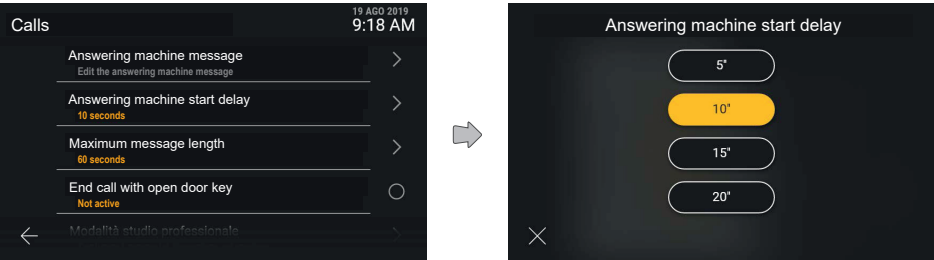 19 AGO 2019
Calls
9:18 AM
Answering machine message
Edit the answering machine message
Answering machine start delay
10 seconds
Maximum message length
60 seconds
End call with open door key
Not active
Modalità studio professionale
Answering machine start delay
5"
10"
15"
20"